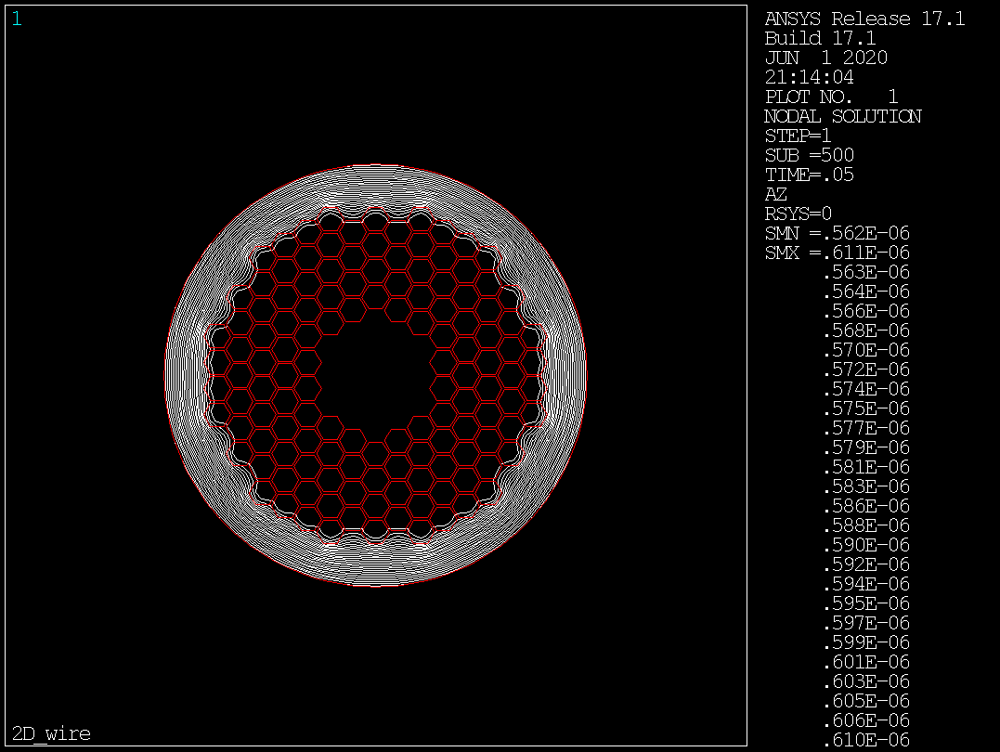 1
ANSYS Release 17.1
Build 17.1
JUN  1 2020
21:14:04
PLOT NO.   1
NODAL SOLUTION
STEP=1
SUB =500
TIME=.05
AZ
RSYS=0
SMN =.562E-06
SMX =.611E-06
.563E-06
.564E-06
.566E-06
.568E-06
.570E-06
.572E-06
.574E-06
.575E-06
.577E-06
.579E-06
.581E-06
.583E-06
.586E-06
.588E-06
.590E-06
.592E-06
.594E-06
.595E-06
.597E-06
.599E-06
.601E-06
.603E-06
.605E-06
.606E-06
.610E-06
2D_wire